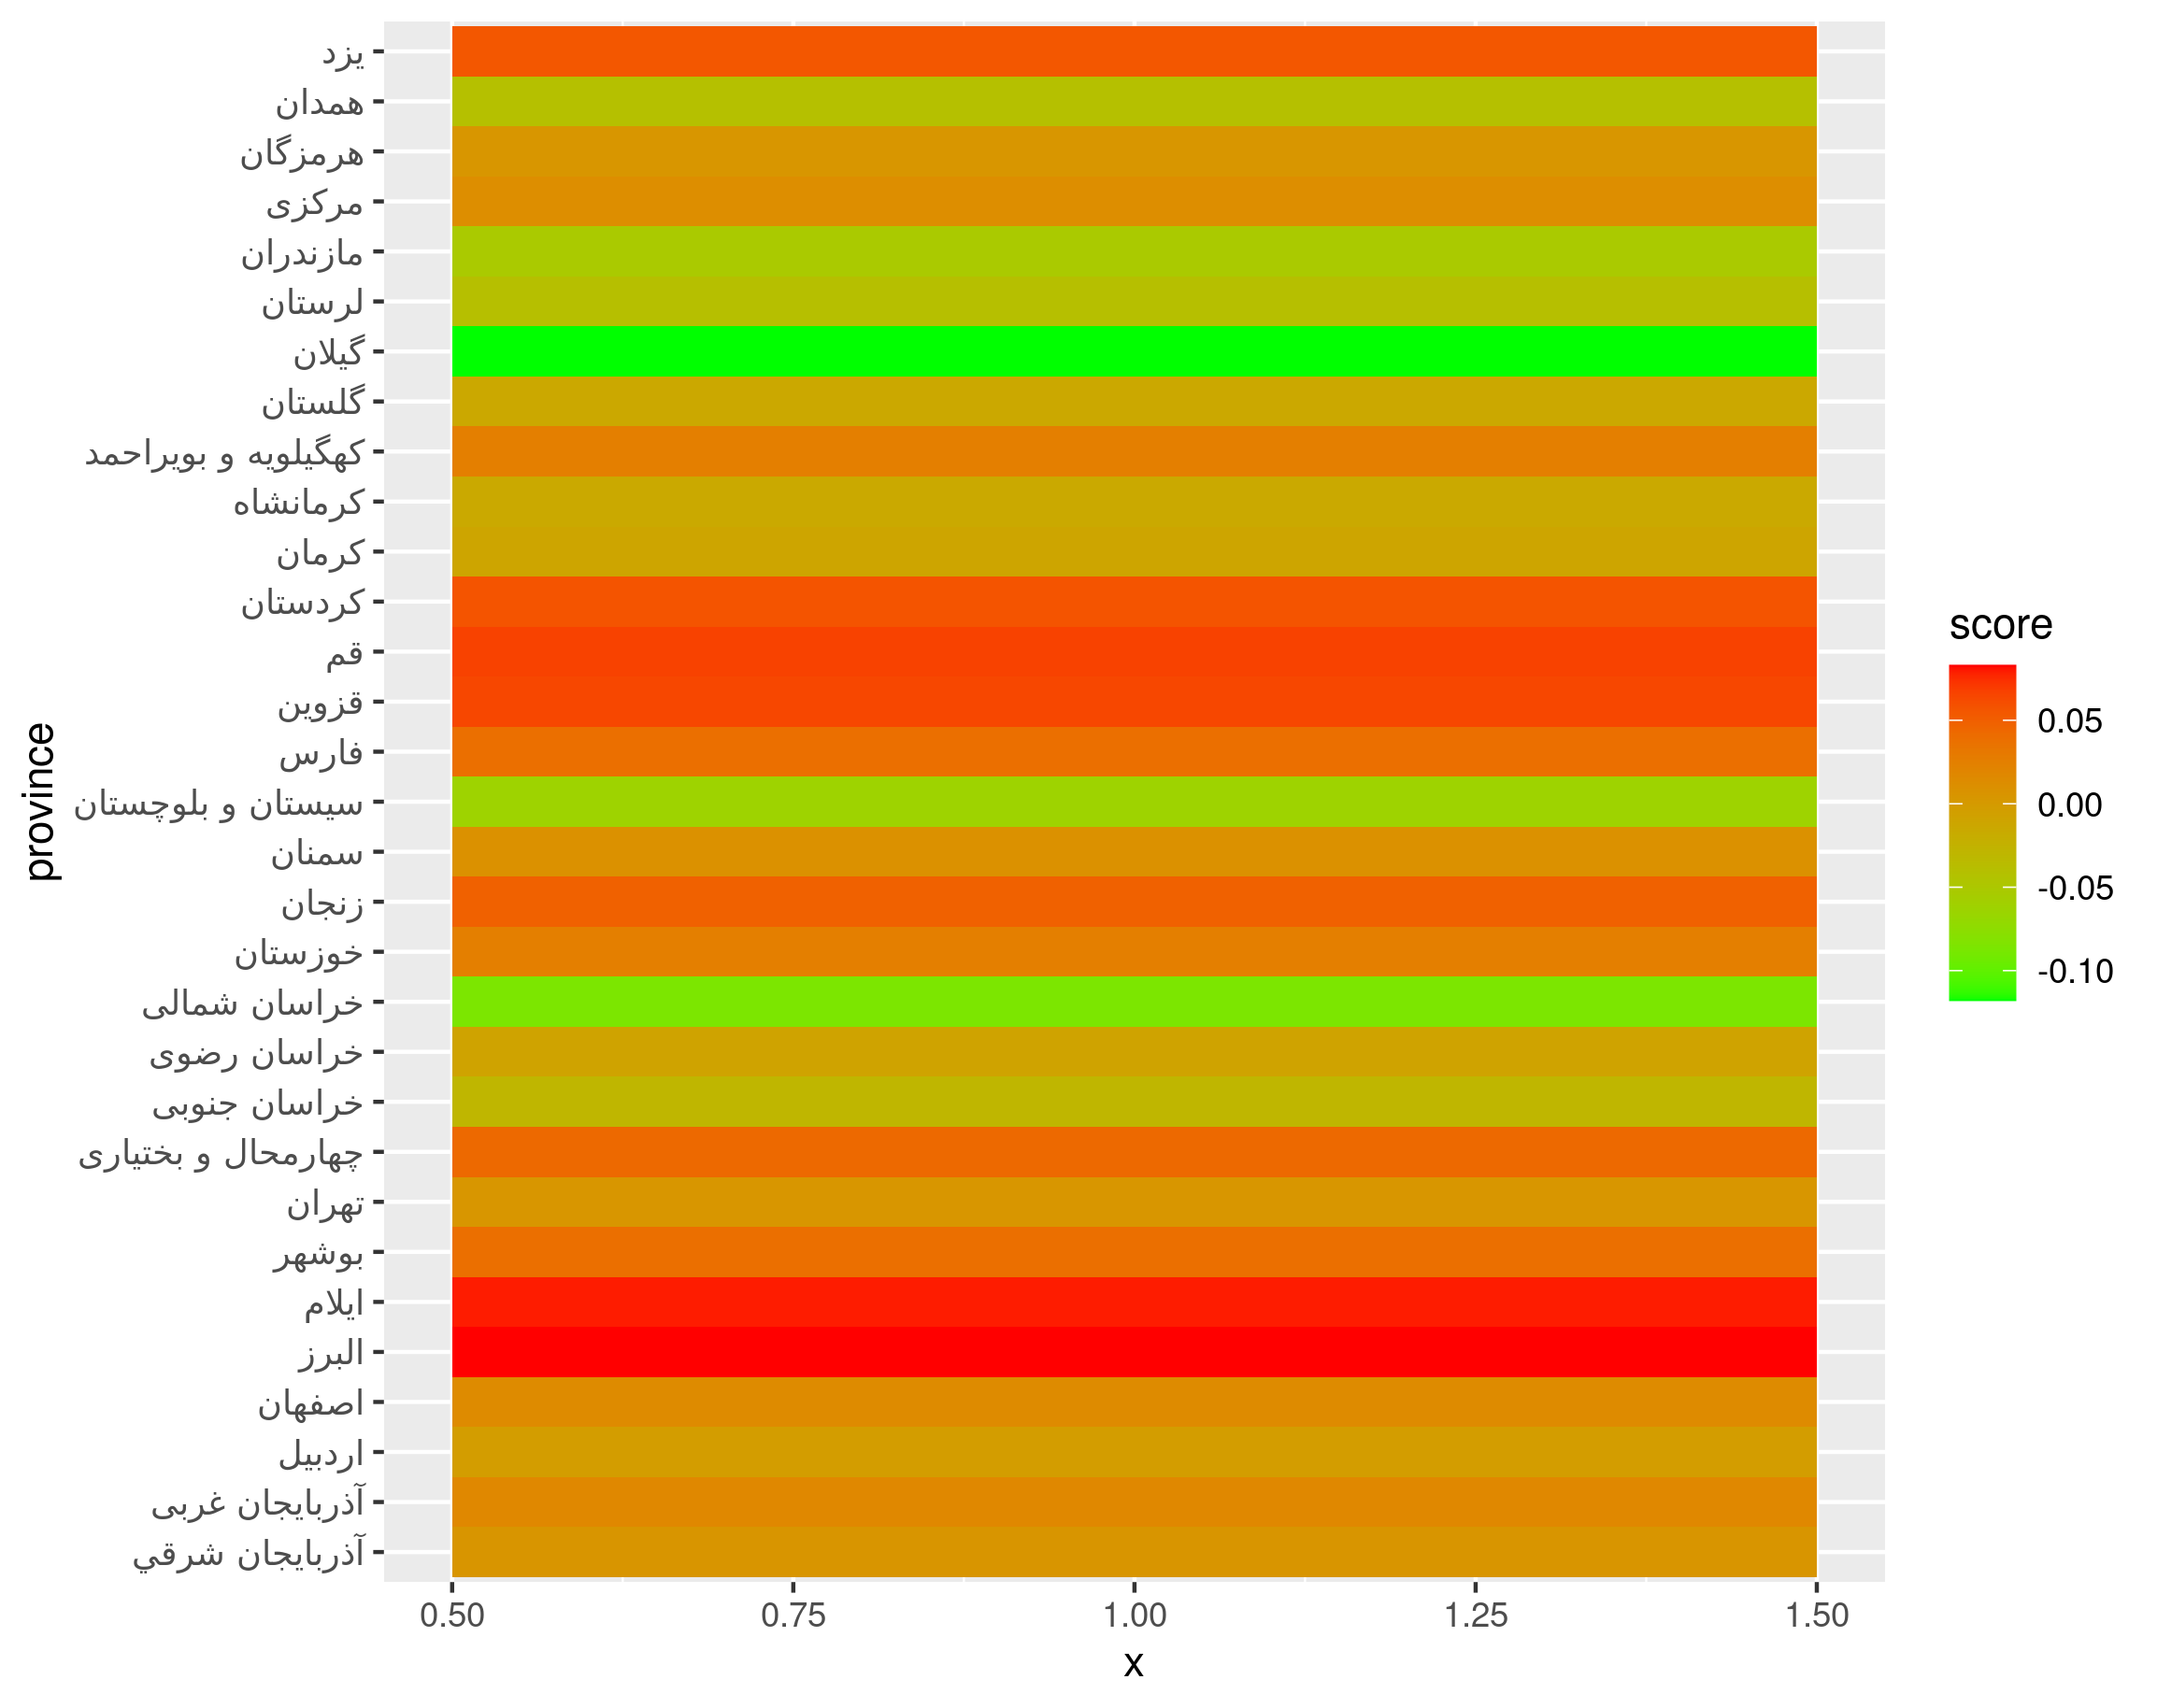 یزد
همدان
هرمزگان
مرکزی
مازندران
لرستان
گیلان
گلستان
کهگیلویه و بویراحمد
کرمانشاه
کرمان
کردستان
قم
قزوین
فارس
سیستان و بلوچستان
سمنان
زنجان
خوزستان
خراسان شمالی
خراسان رضوی
خراسان جنوبی
چهارمحال و بختیاری
تهران
بوشهر
ایلام
البرز
اصفهان
اردبیل
آذربایجان غربی
آذربایجان شرقي
province
0.50 0.75 1.00 1.25 1.50
x
score
0.05
0.00
-0.05
-0.10